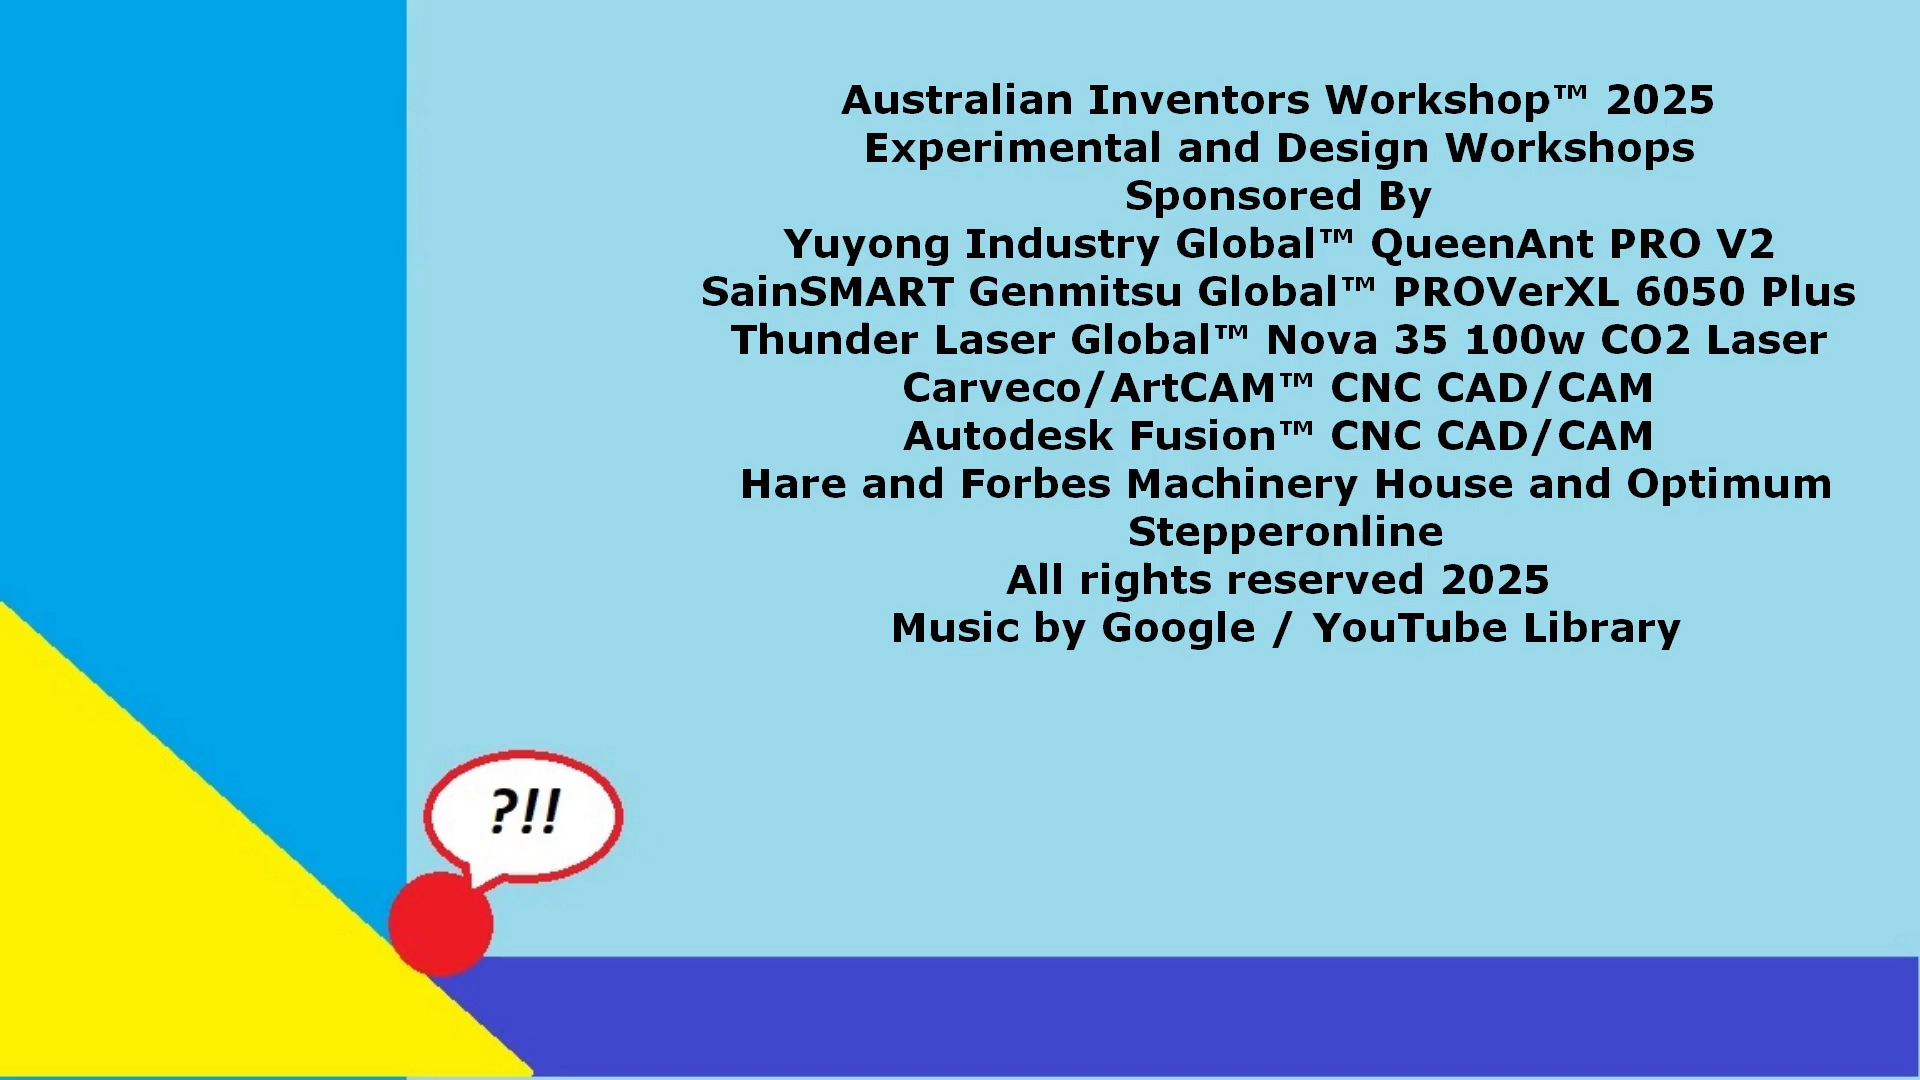 Australian Inventors Workshop™ 2025
Experimental and Design Workshops
Sponsored By
Yuyong Industry Global™ QueenAnt PRO V2
SainSMART Genmitsu Global™ PROVerXL 6050 Plus
Thunder Laser Global™ Nova 35 100w CO2 Laser
Carveco/ArtCAM™ CNC CAD/CAM
Autodesk Fusion™ CNC CAD/CAM
Hare and Forbes Machinery House and Optimum
Stepperonline
All rights reserved 2025
Music by Google / YouTube Library
?!!